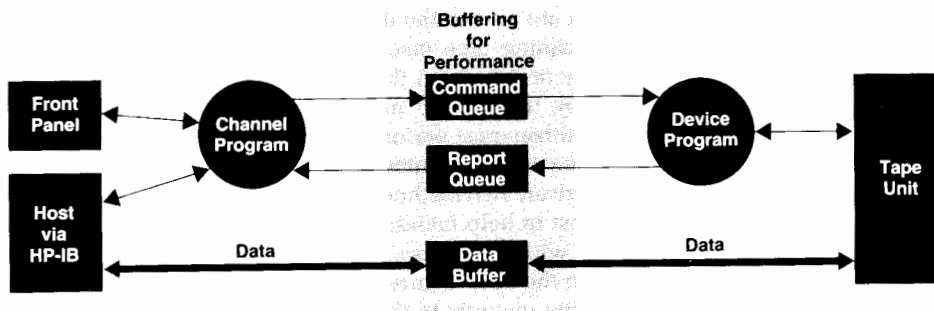 Buffering
for
Performance
Front
Panel
Channel
Program
Command
Queue
Device
Program
Report
Queue
Tape
Unit
Host
via
HP-IB
Data
Data
Buffer
Data